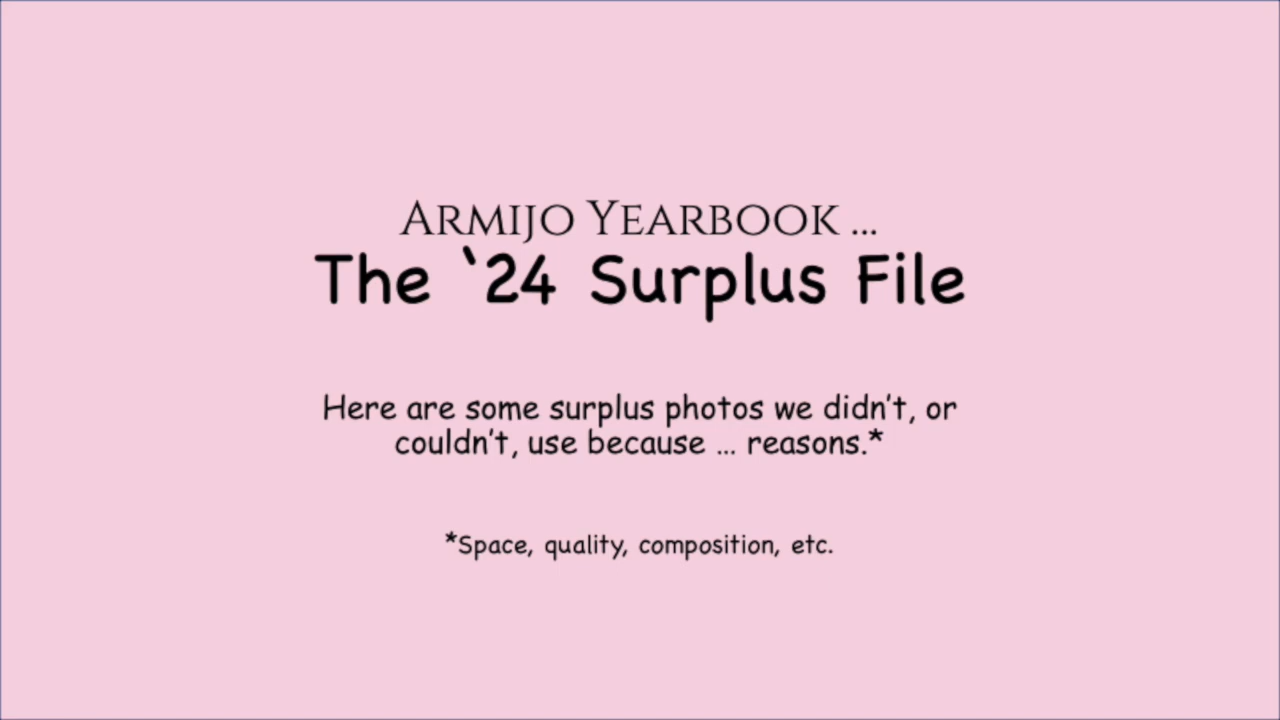 Armijo Yearbook ...
The `24 Surplus File
Here are some surplus photos we didn't, or
couldn't, use because ... reasons.*
*Space, quality, composition, etc.